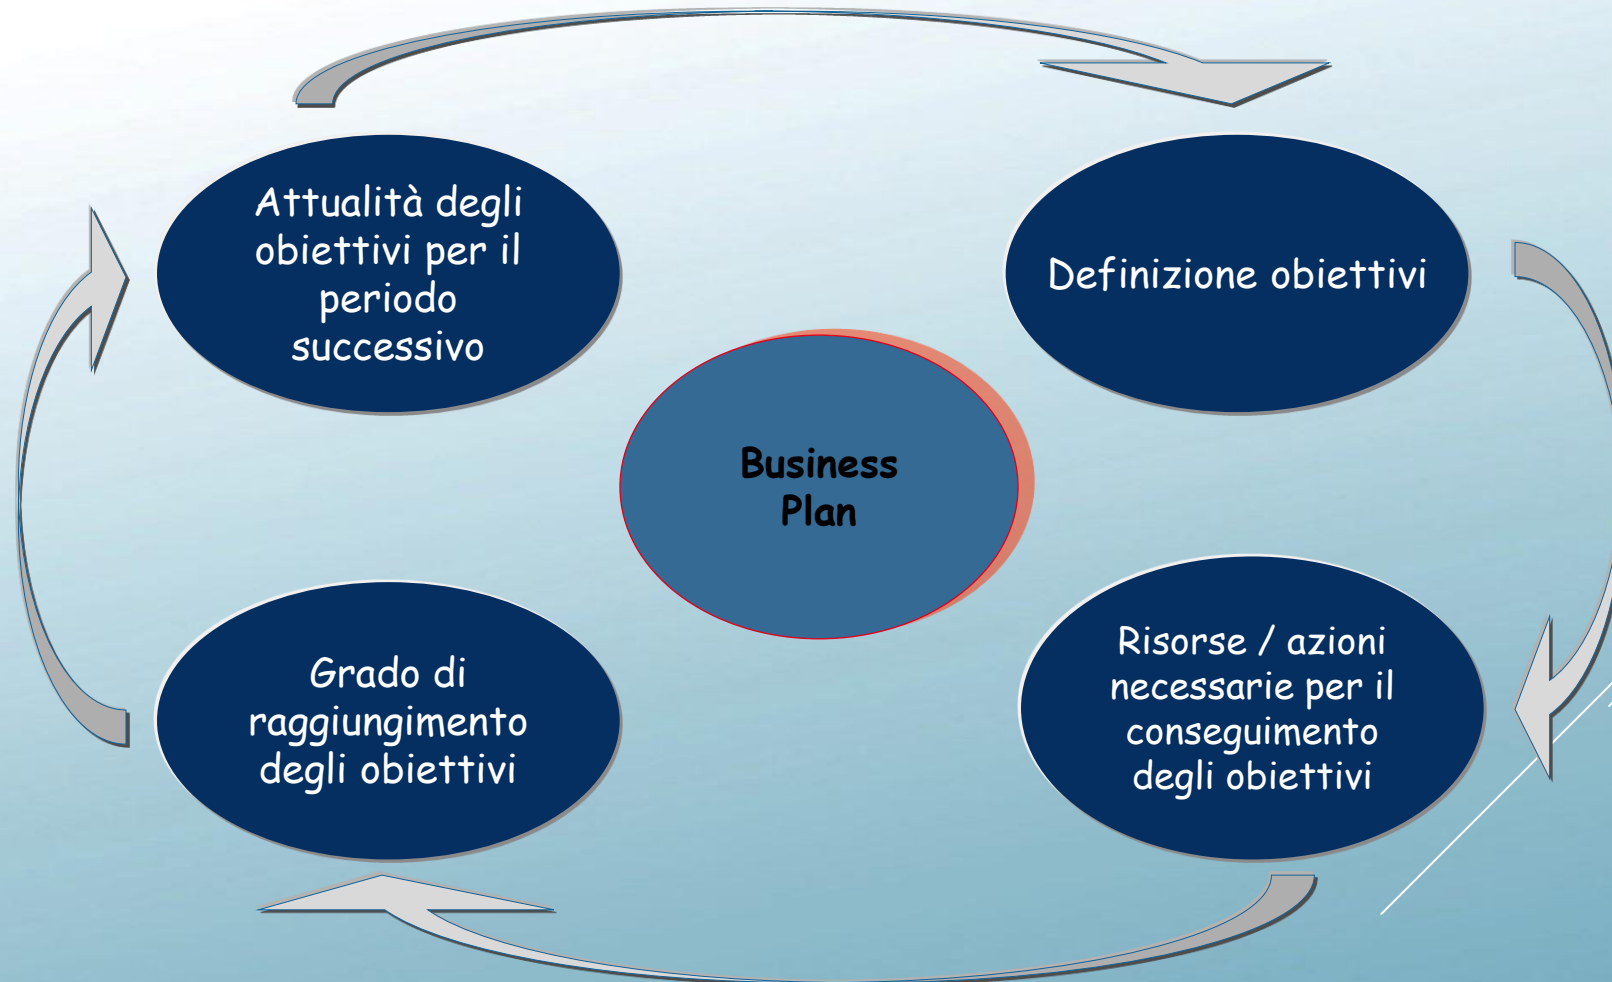 Attualità degli
obiettivi per il
periodo
successivo
Definizione obiettivi
Business
Plan
Grado di
raggiungimento
degli obiettivi
Risorse / azioni
necessarie per il
conseguimento
degli obiettivi